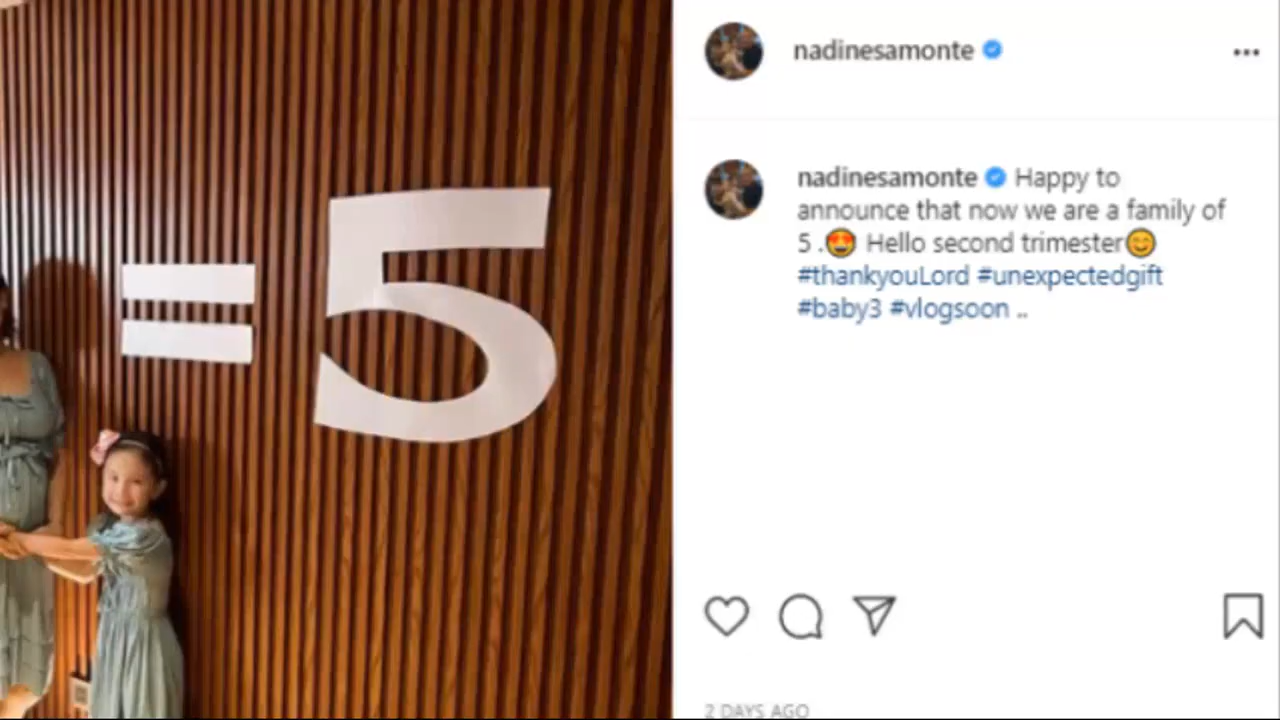 = 5
nadinesamonte
nadinesamonte Happy to
announce that now we are a family of
5 .😍 Hello second trimester😊
#thankyouLord #unexpectedgift
#baby3 #vlogsoon ..
2 DAYS AGO